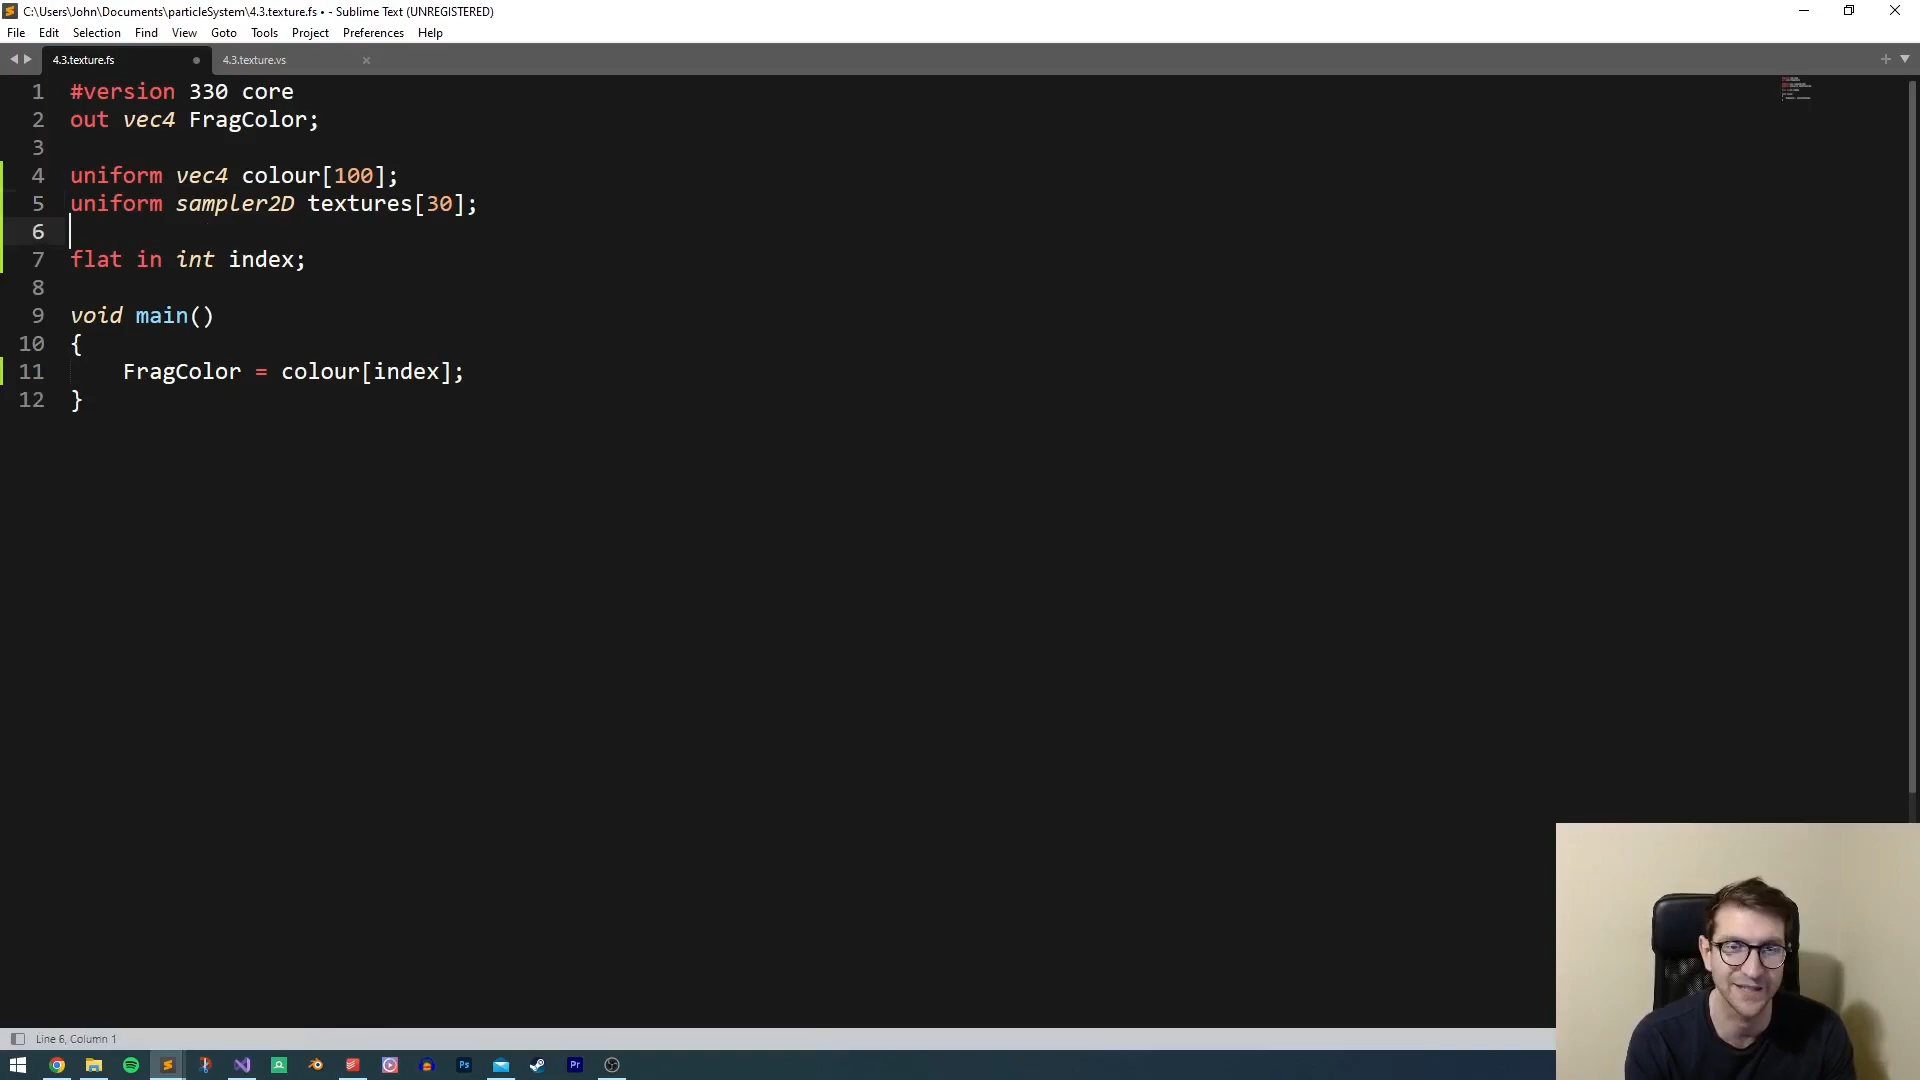 C:\Users\John\Documents\particleSystem\4.3.texture.fs • - Sublime Text (UNREGISTERED)
File Edit Selection Find View Goto Tools Project Preferences Help
4.3.texture.fs 4.3.texture.vs
1 #version 330 core
2 out vec4 FragColor;
3
4 uniform vec4 colour[100];
5 uniform sampler2D textures[30];
6
7 flat in int index;
8
9 void main()
10 {
11 FragColor = colour[index];
12 }
Line 6, Column 1
Ps
Pr